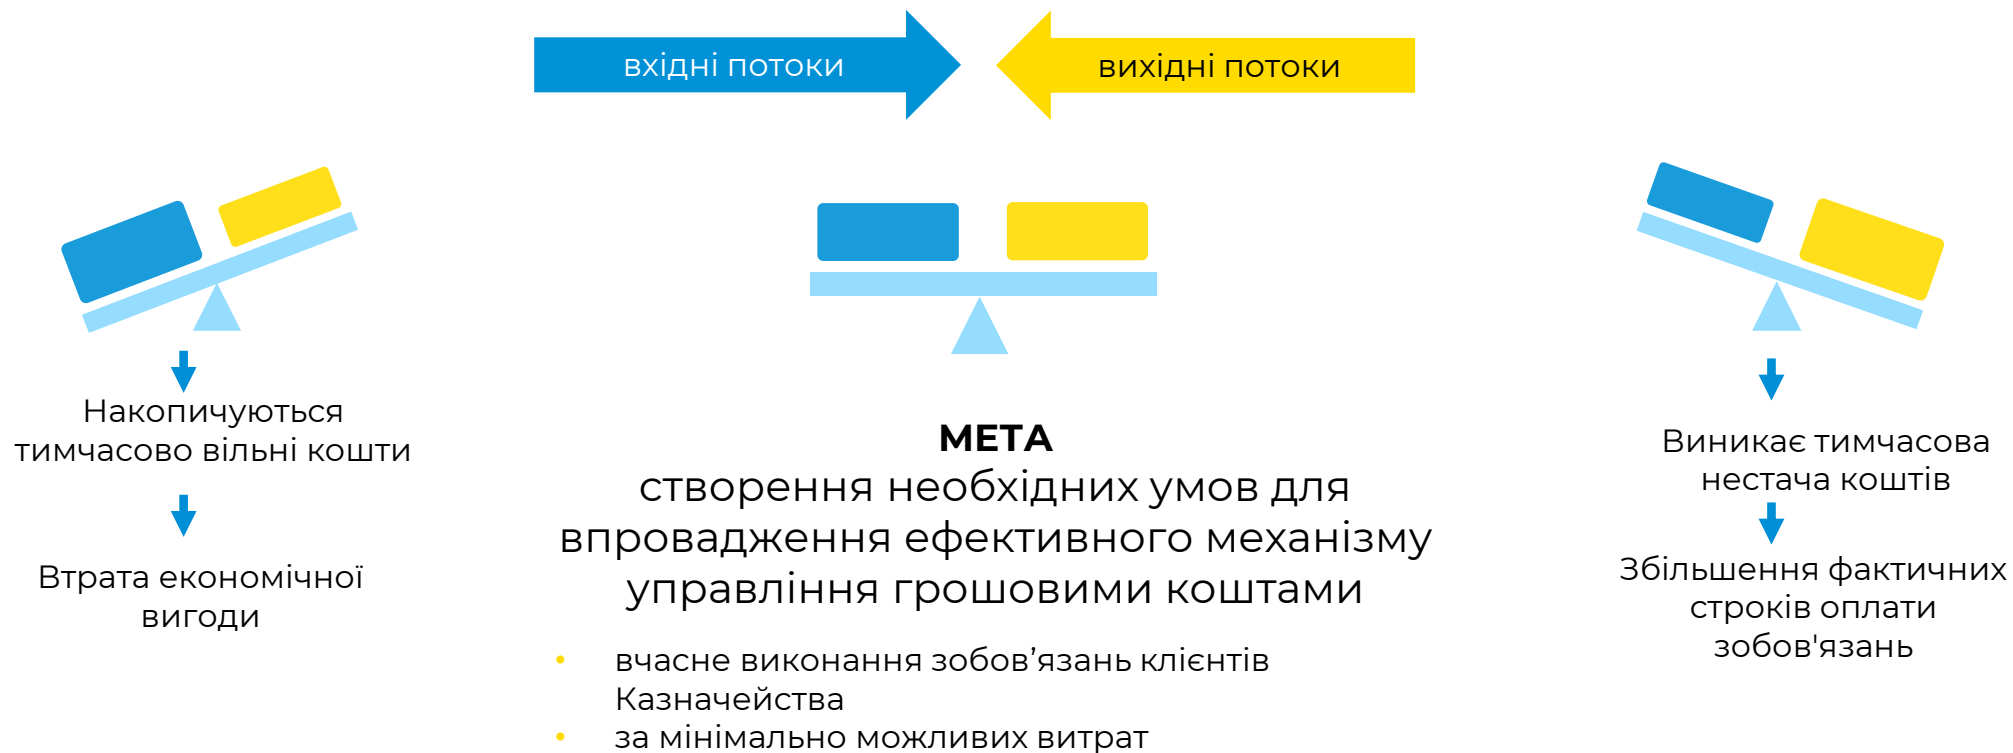 вхідні потоки
вихідні потоки
Накопичуються
тимчасово вільні кошти
Втрата економічної
вигоди
МЕТА
створення необхідних умов для
впровадження ефективного механізму
управління грошовими коштами
• вчасне виконання зобов’язань клієнтів
Казначейства
• за мінімально можливих витрат
Виникає тимчасова
нестача коштів
Збільшення фактичних
строків оплати
зобов'язань